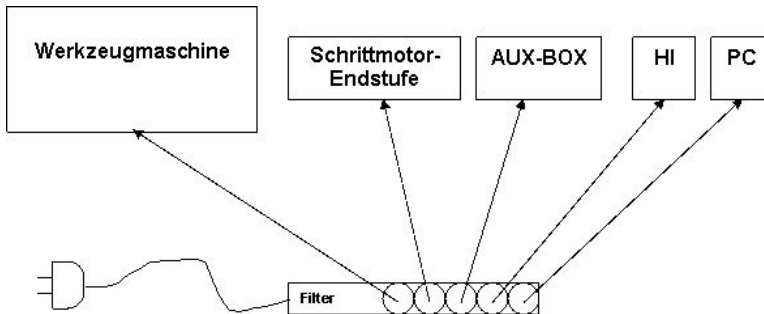 Werkzeugmaschine
Schrittmotor-
Endstufe
AUX-BOX
HI
PC
Filter